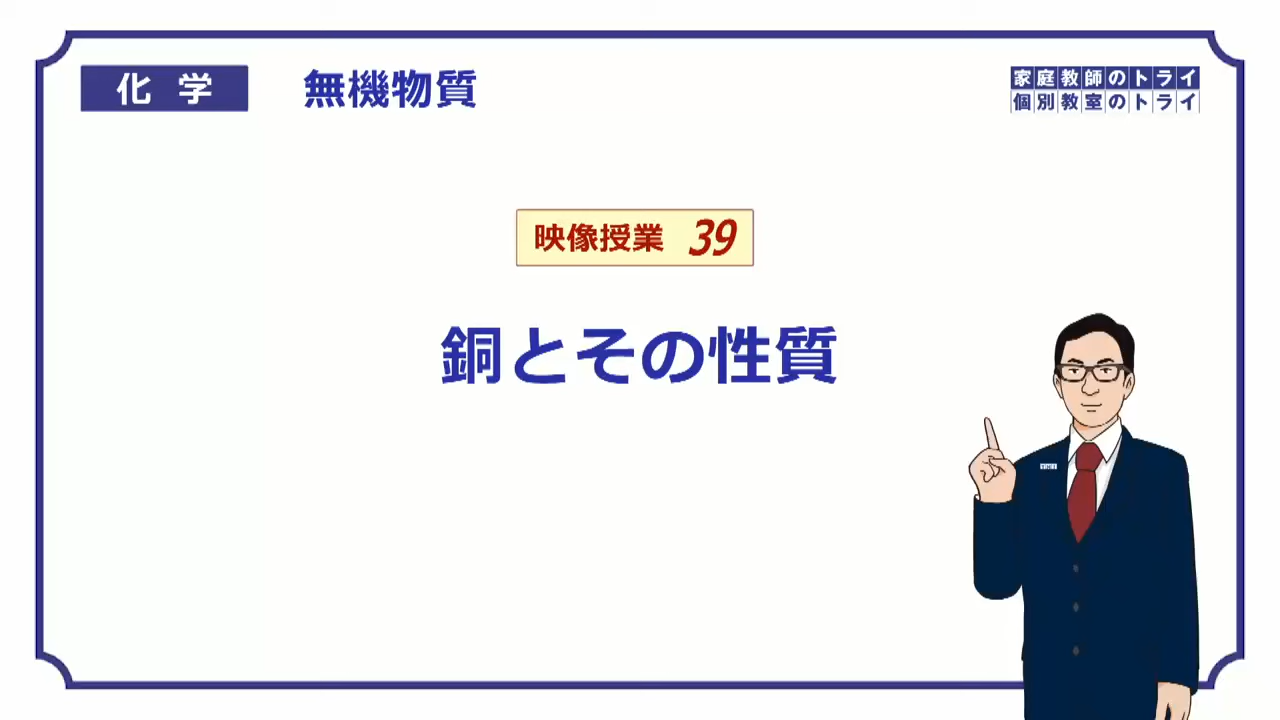 化学 無機物質
家庭教師のトライ
個別教室のトライ
映像授業 39
銅とその性質